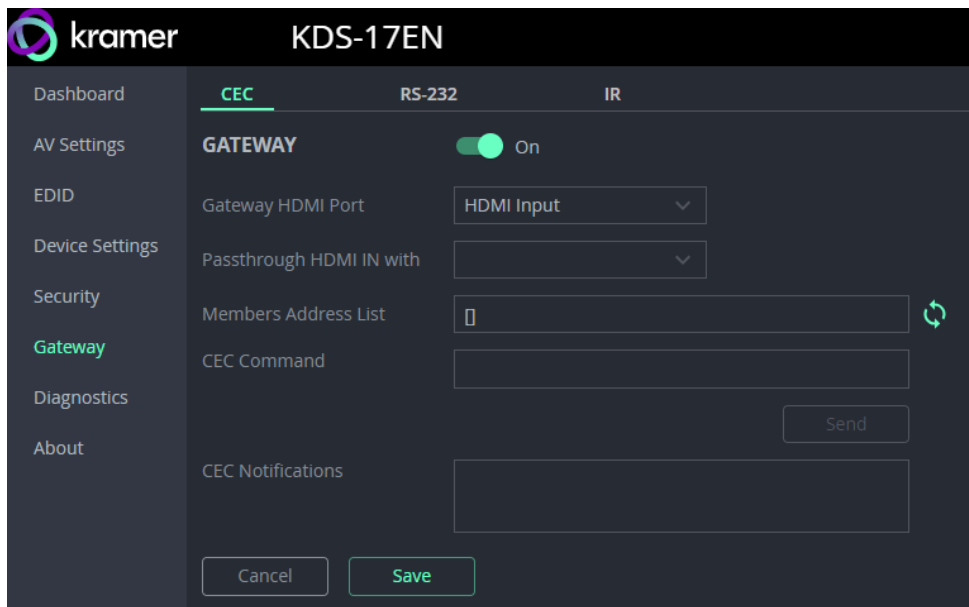 kramer KDS-17EN
Dashboard
AV Settings
EDID
Device Settings
Security
Gateway
Diagnostics
About
CEC RS-232 IR
GATEWAY On
Gateway HDMI Port HDMI Input
Passthrough HDMI IN with
Members Address List []
CEC Command
Send
CEC Notifications
Cancel Save